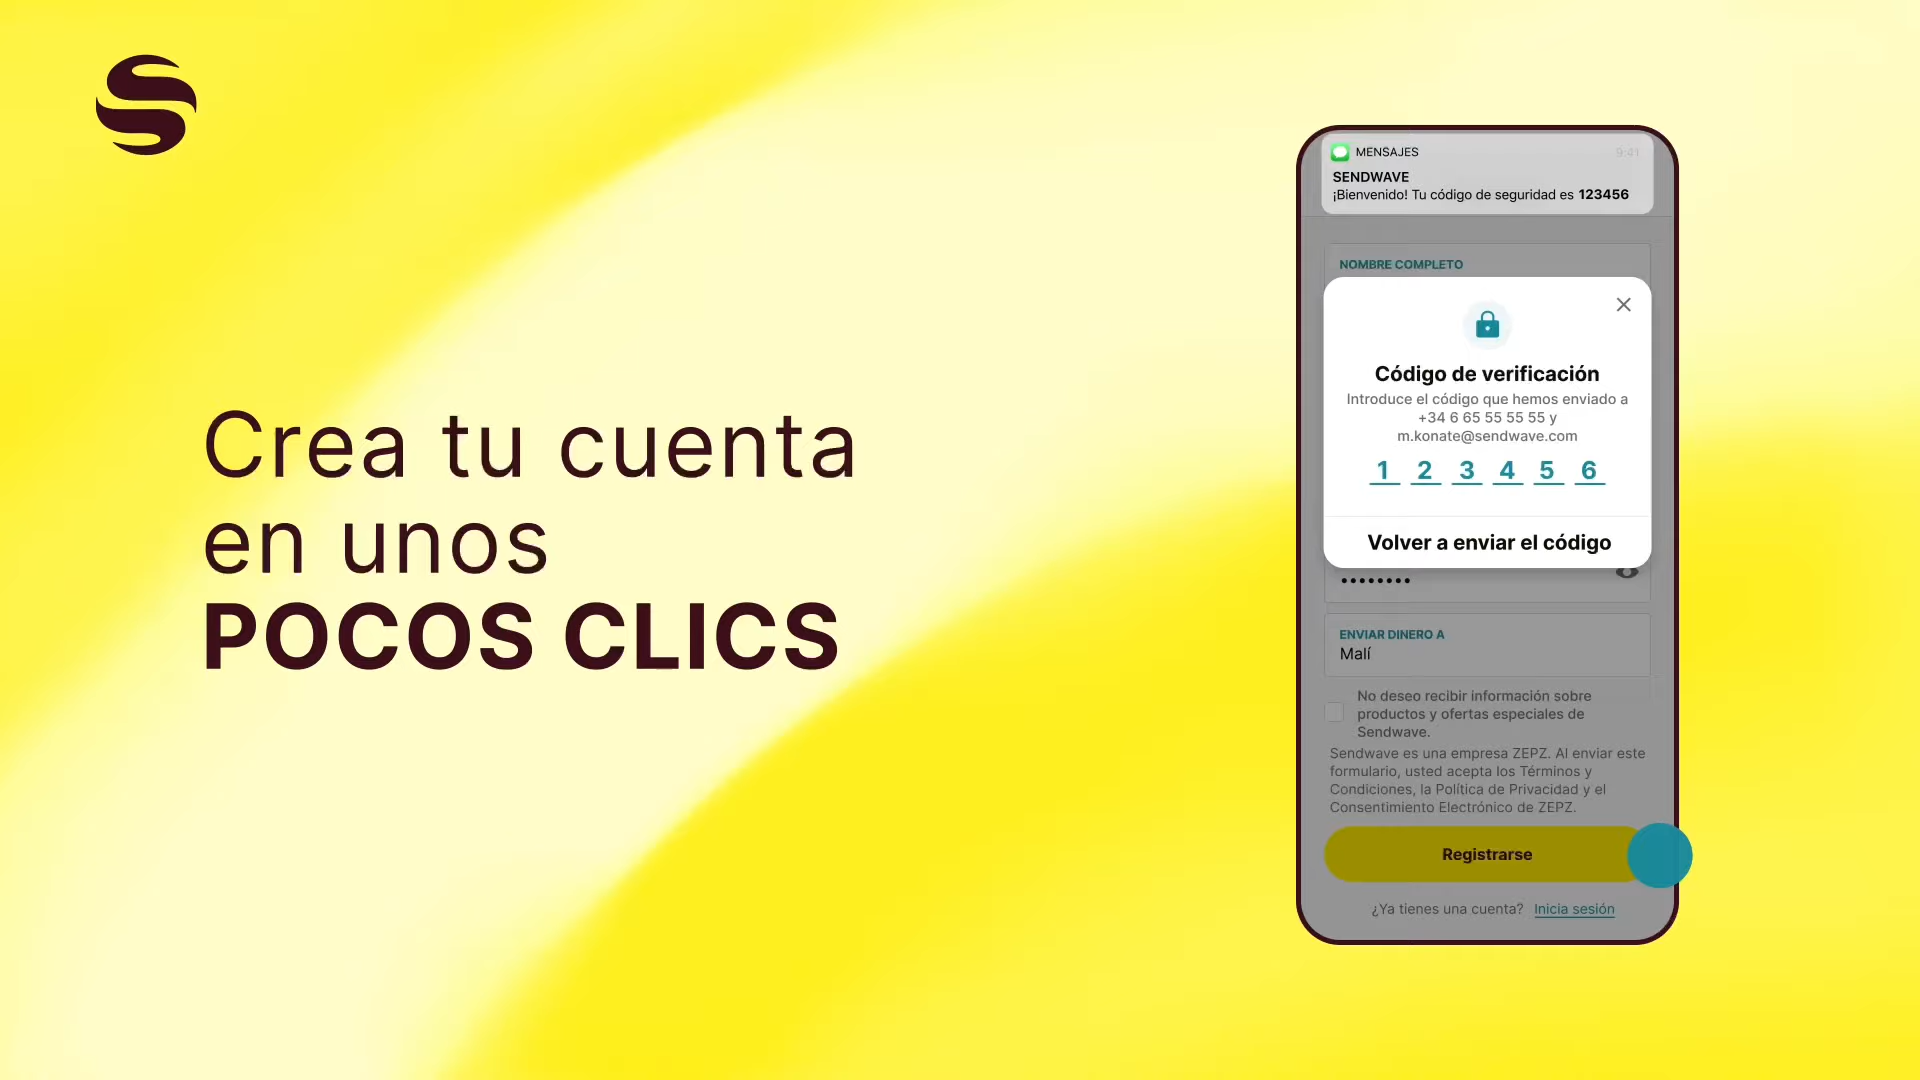 Crea tu cuenta
en unos
POCOS CLICS
MENSAJES 9:41
SENDWAVE
¡Bienvenido! Tu código de seguridad es 123456
NOMBRE COMPLETO
Código de verificación
Introduce el código que hemos enviado a
+34 6 65 55 55 55 y
m.konate@sendwave.com
1 2 3 4 5 6
Volver a enviar el código
••••••••
ENVIAR DINERO A
Malí
No deseo recibir información sobre
productos y ofertas especiales de
Sendwave.
Sendwave es una empresa ZEPZ. Al enviar este
formulario, usted acepta los Términos y
Condiciones, la Política de Privacidad y el
Consentimiento Electrónico de ZEPZ.
Registrarse
¿Ya tienes una cuenta? Inicia sesión